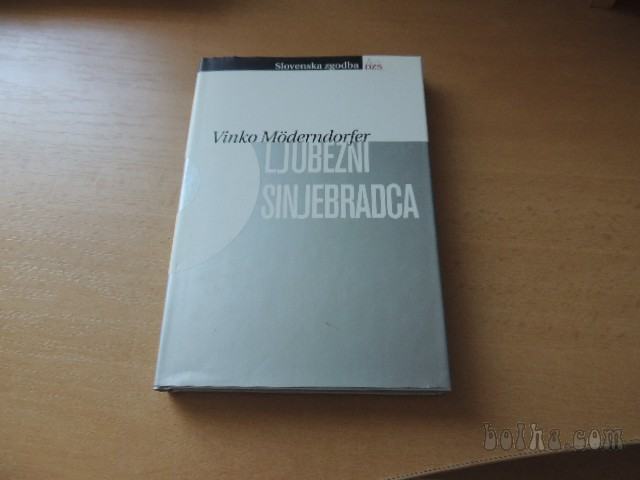 Slovenska zgodba DZS
Vinko Möderndorfer
LJUBEZNI
SINJEBRADCA
bolha.com